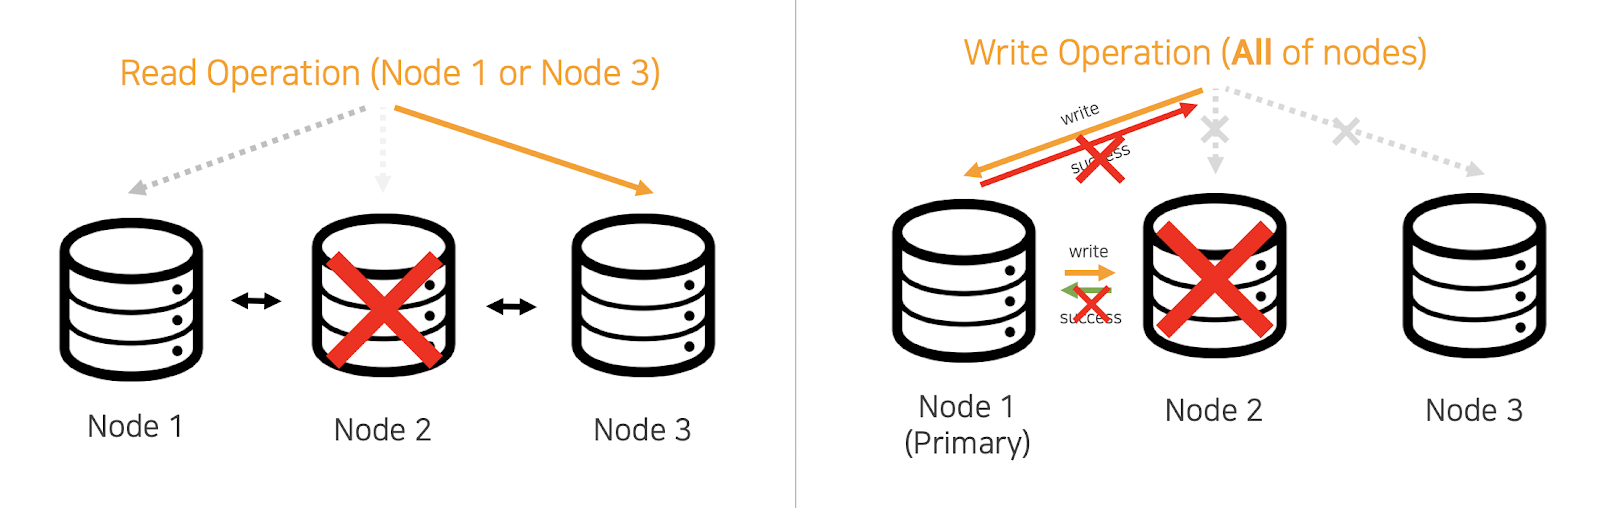 Read Operation (Node 1 or Node 3)
Node 1
Node 2
Node 3
Write Operation (All of nodes)
write
success
write
success
Node 1
(Primary)
Node 2
Node 3